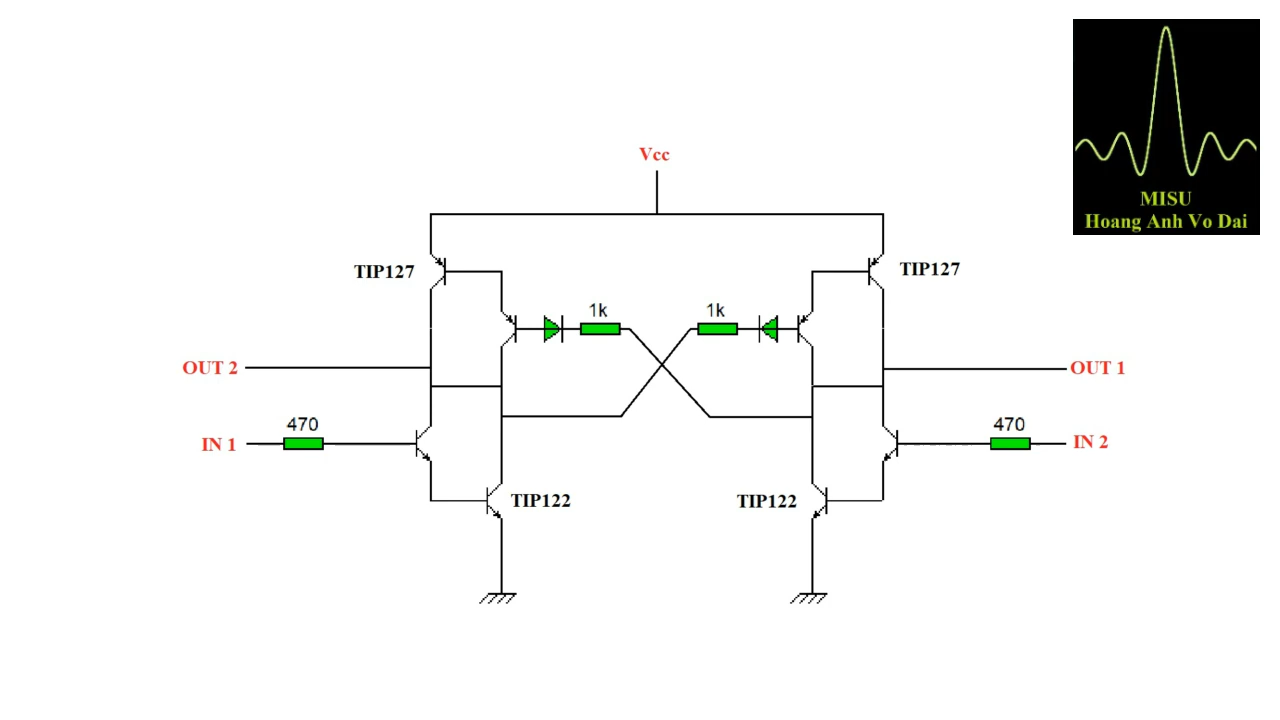 MISU
Hoang Anh Vo Dai
Vcc
TIP127
TIP127
1k
1k
OUT 2
OUT 1
470
470
IN 1
IN 2
TIP122
TIP122